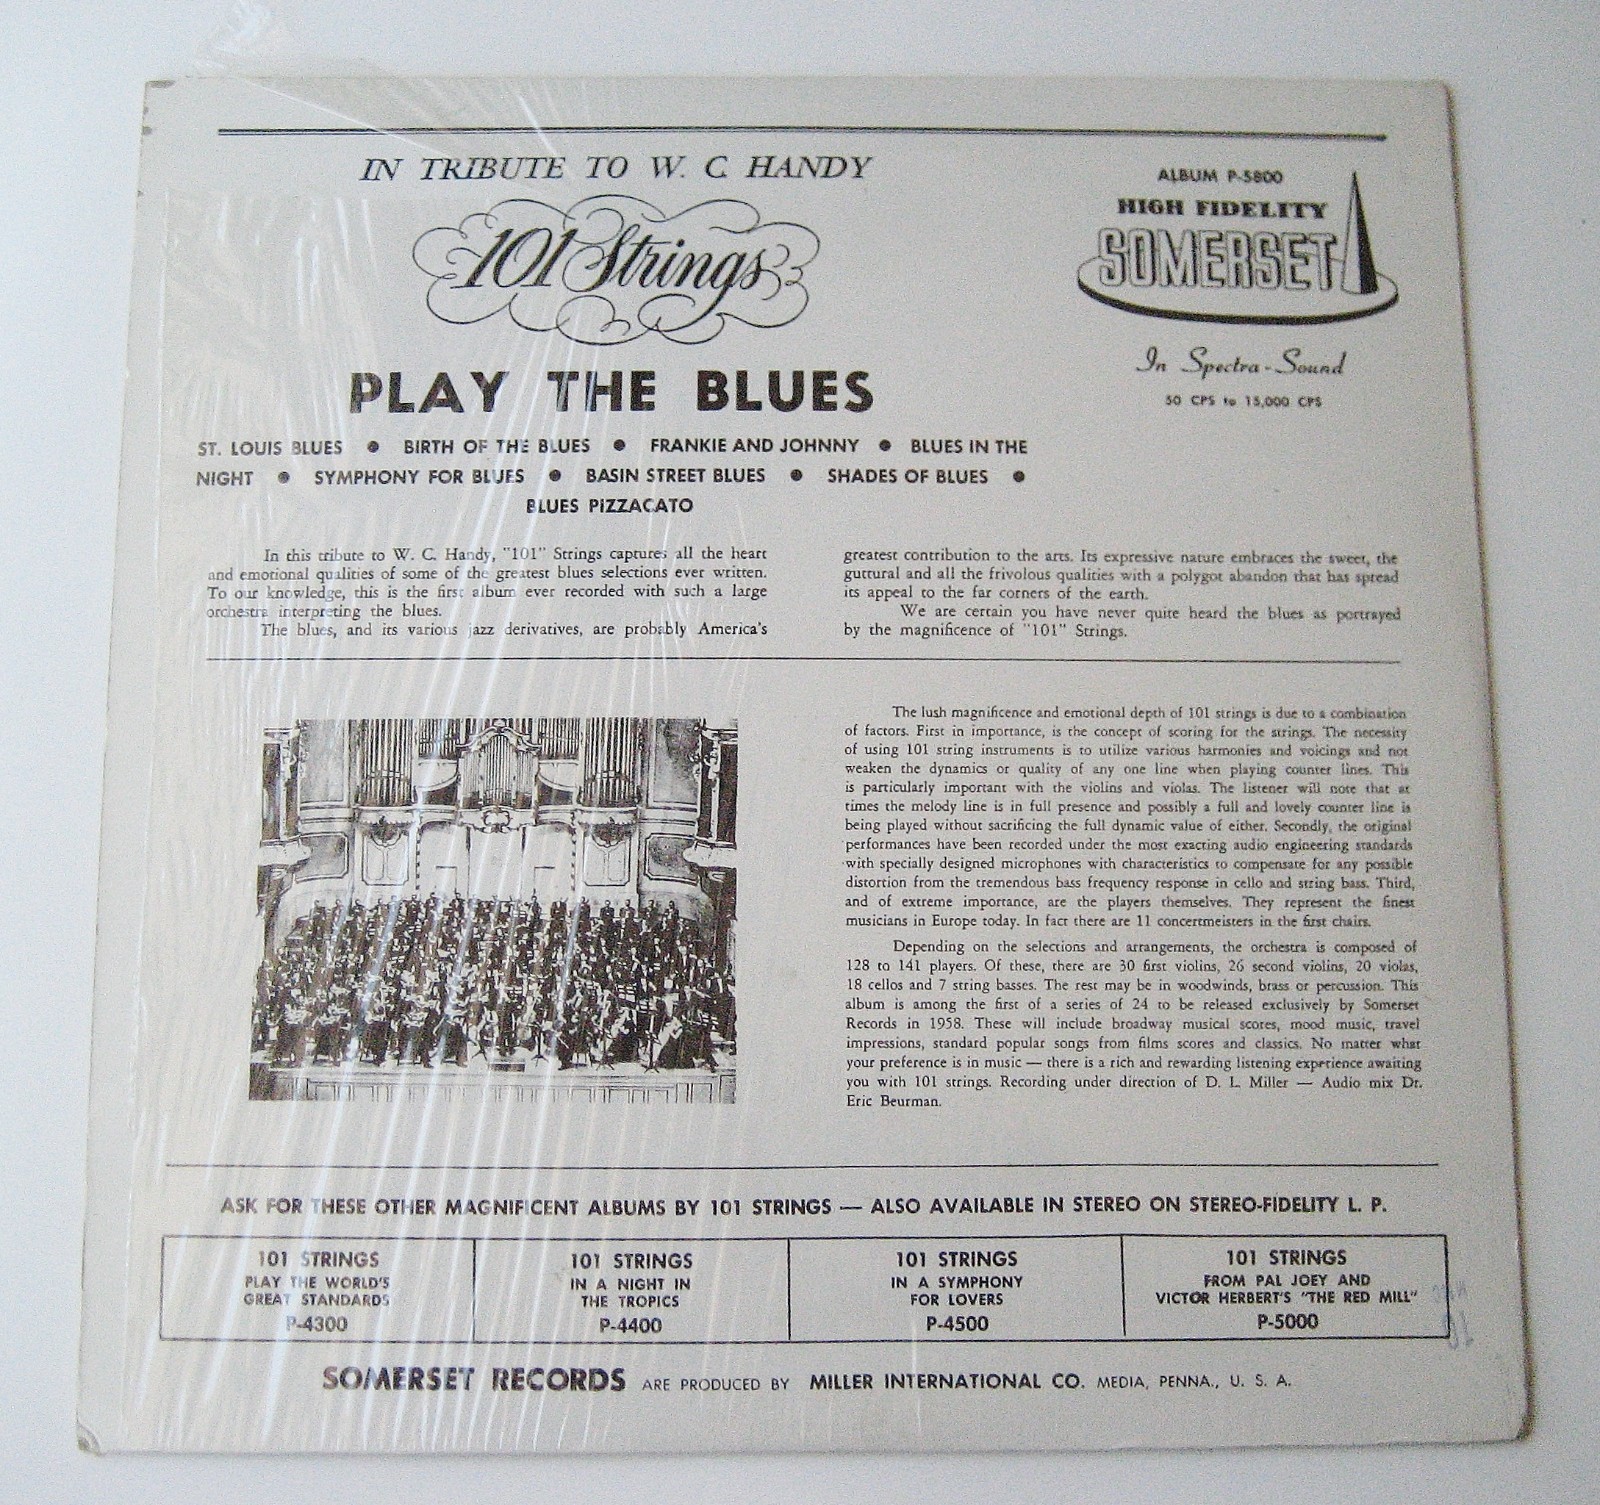 IN TRIBUTE TO W. C. HANDY
101 Strings
PLAY THE BLUES
ST. LOUIS BLUES ● BIRTH OF THE BLUES ● FRANKIE AND JOHNNY ● BLUES IN THE
NIGHT ● SYMPHONY FOR BLUES ● BASIN STREET BLUES ● SHADES OF BLUES ●
BLUES PIZZACATO
ALBUM P-5800
HIGH FIDELITY
SOMERSET
In Spectra-Sound
50 CPS to 15,000 CPS
In this tribute to W. C. Handy, "101" Strings captures all the heart
and emotional qualities of some of the greatest blues selections ever written.
To our knowledge, this is the first album ever recorded with such a large
orchestra interpreting the blues.
The blues, and its various jazz derivatives, are probably America's
greatest contribution to the arts. Its expressive nature embraces the sweet, the
guttural and all the frivolous qualities with a polygot abandon that has spread
its appeal to the far corners of the earth.
We are certain you have never quite heard the blues as portrayed
by the magnificence of "101" Strings.
The lush magnificence and emotional depth of 101 strings is due to a combination
of factors. First in importance, is the concept of scoring for the strings. The necessity
of using 101 string instruments is to utilize various harmonies and voicings and not
weaken the dynamics or quality of any one line when playing counter lines. This
is particularly important with the violins and violas. The listener will note that at
times the melody line is in full presence and possibly a full and lovely counter line is
being played without sacrificing the full dynamic value of either. Secondly, the original
performances have been recorded under the most exacting audio engineering standards
with specially designed microphones with characteristics to compensate for any possible
distortion from the tremendous bass frequency response in cello and string bass. Third,
and of extreme importance, are the players themselves. They represent the finest
musicians in Europe today. In fact there are 11 concertmeisters in the first chairs.
Depending on the selections and arrangements, the orchestra is composed of
128 to 141 players. Of these, there are 30 first violins, 26 second violins, 20 violas,
18 cellos and 7 string basses. The rest may be in woodwinds, brass or percussion. This
album is among the first of a series of 24 to be released exclusively by Somerset
Records in 1958. These will include broadway musical scores, mood music, travel
impressions, standard popular songs from films scores and classics. No matter what
your preference is in music — there is a rich and rewarding listening experience awaiting
you with 101 strings. Recording under direction of D. L. Miller — Audio mix Dr.
Eric Beurman.
ASK FOR THESE OTHER MAGNIFICENT ALBUMS BY 101 STRINGS — ALSO AVAILABLE IN STEREO ON STEREO-FIDELITY L. P.
101 STRINGS
PLAY THE WORLD'S
GREAT STANDARDS
P-4300
101 STRINGS
IN A NIGHT IN
THE TROPICS
P-4400
101 STRINGS
IN A SYMPHONY
FOR LOVERS
P-4500
101 STRINGS
FROM PAL JOEY AND
VICTOR HERBERT'S "THE RED MILL"
P-5000
SOMERSET RECORDS ARE PRODUCED BY MILLER INTERNATIONAL CO. MEDIA, PENNA., U. S. A.